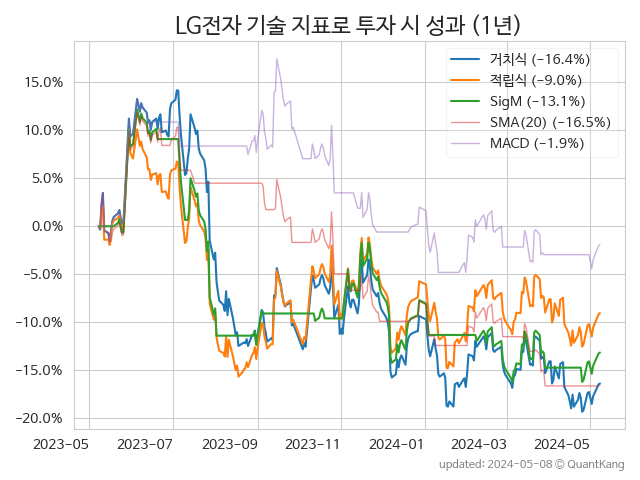 LG전자 기술 지표로 투자 시 성과 (1년)
거치식 (−16.4%)
적립식 (−9.0%)
SigM (−13.1%)
SMA(20) (−16.5%)
MACD (−1.9%)
15.0%
10.0%
5.0%
0.0%
−5.0%
−10.0%
−15.0%
−20.0%
2023-05 2023-07 2023-09 2023-11 2024-01 2024-03 2024-05
updated: 2024-05-08 © QuantKang